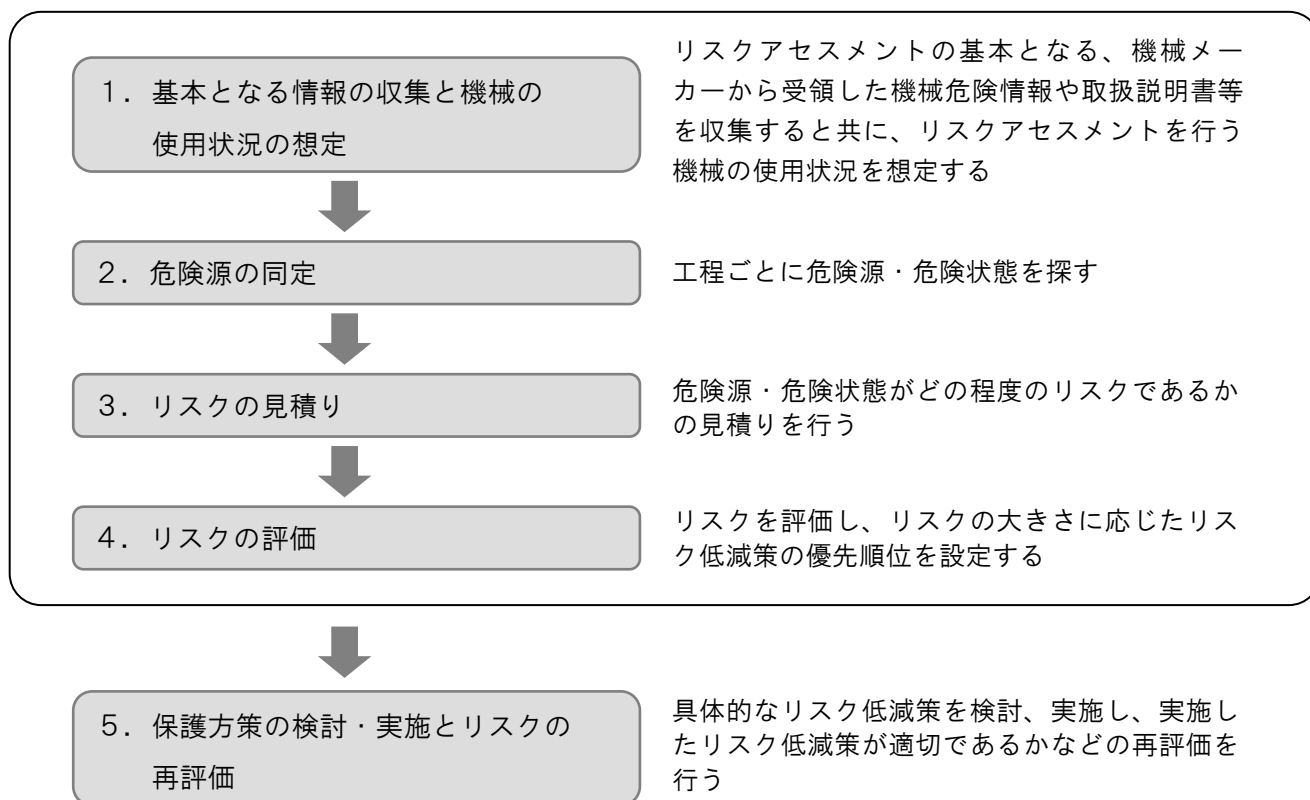 1．基本となる情報の収集と機械の
使用状況の想定
リスクアセスメントの基本となる、機械メー
カーから受領した機械危険情報や取扱説明書等
を収集すると共に、リスクアセスメントを行う
機械の使用状況を想定する
2．危険源の同定
工程ごとに危険源・危険状態を探す
3．リスクの見積り
危険源・危険状態がどの程度のリスクであるか
の見積りを行う
4．リスクの評価
リスクを評価し、リスクの大きさに応じたリス
ク低減策の優先順位を設定する
5．保護方策の検討・実施とリスクの
再評価
具体的なリスク低減策を検討、実施し、実施し
たリスク低減策が適切であるかなどの再評価を
行う